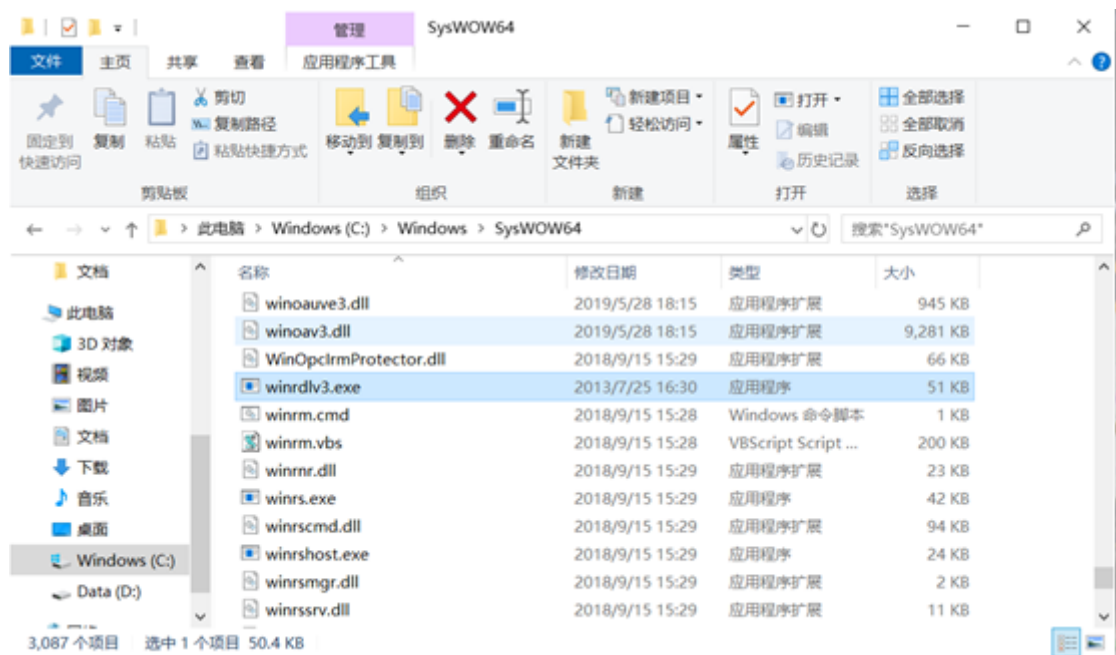 管理 SysWOW64
文件 主页 共享 查看 应用程序工具
固定到快速访问
复制
粘贴
剪切
复制路径
粘贴快捷方式
移动到 复制到 删除 重命名
新建文件夹
新建项目
轻松访问
属性
打开
编辑
历史记录
全部选择
全部取消
反向选择
剪贴板 组织 新建 打开 选择
此电脑 > Windows (C:) > Windows > SysWOW64
搜索"SysWOW64"
文档
此电脑
3D 对象
视频
图片
文档
下载
音乐
桌面
Windows (C:)
Data (D:)
名称 修改日期 类型 大小
winoauve3.dll 2019/5/28 18:15 应用程序扩展 945 KB
winoav3.dll 2019/5/28 18:15 应用程序扩展 9,281 KB
WinOpcIrmProtector.dll 2018/9/15 15:29 应用程序扩展 66 KB
winrdlv3.exe 2013/7/25 16:30 应用程序 51 KB
winrm.cmd 2018/9/15 15:28 Windows 命令脚本 1 KB
winrm.vbs 2018/9/15 15:28 VBScript Script ... 200 KB
winrnr.dll 2018/9/15 15:29 应用程序扩展 23 KB
winrs.exe 2018/9/15 15:29 应用程序 42 KB
winrscmd.dll 2018/9/15 15:29 应用程序扩展 94 KB
winrshost.exe 2018/9/15 15:29 应用程序 24 KB
winrsmgr.dll 2018/9/15 15:29 应用程序扩展 2 KB
winrssrv.dll 2018/9/15 15:29 应用程序扩展 11 KB
3,087 个项目 选中 1 个项目 50.4 KB